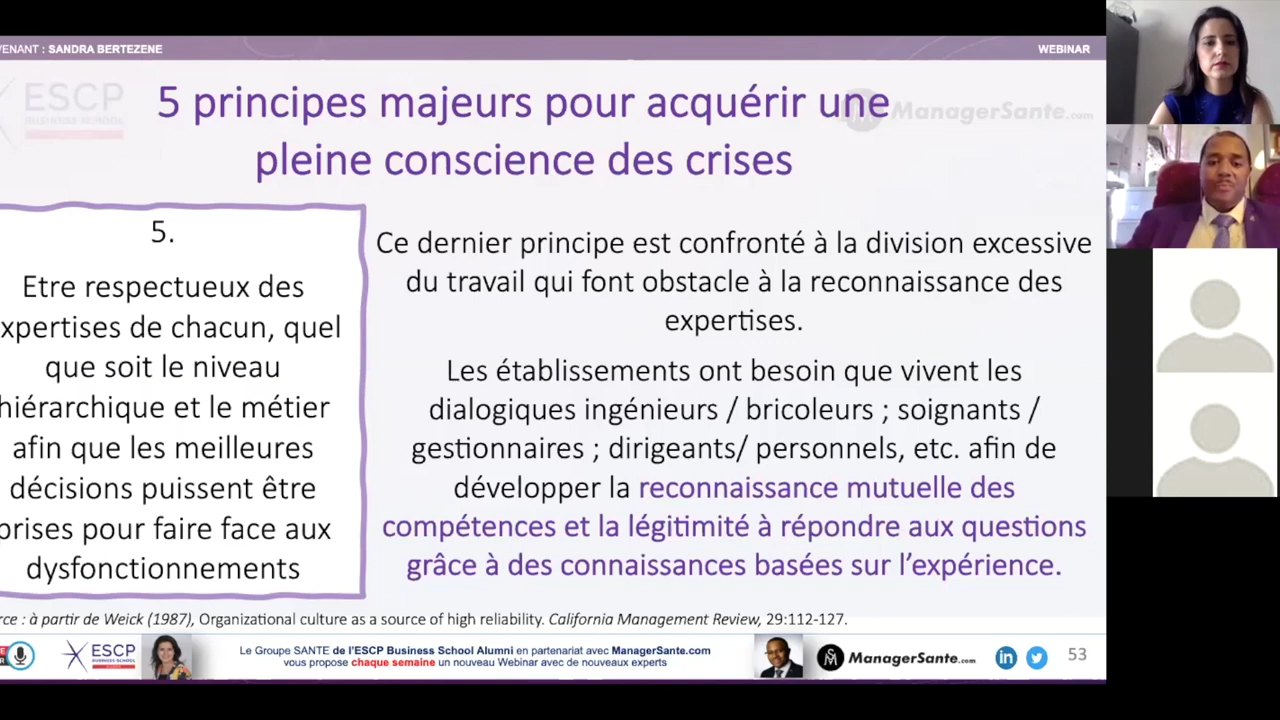 VENANT : SANDRA BERTEZENE
WEBINAR
ESCP
BUSINESS SCHOOL
ManagerSante.com
5 principes majeurs pour acquérir une
pleine conscience des crises
5.
Etre respectueux des
xpertises de chacun, quel
que soit le niveau
hiérarchique et le métier
afin que les meilleures
décisions puissent être
prises pour faire face aux
dysfonctionnements
Ce dernier principe est confronté à la division excessive
du travail qui font obstacle à la reconnaissance des
expertises.
Les établissements ont besoin que vivent les
dialogiques ingénieurs / bricoleurs ; soignants /
gestionnaires ; dirigeants/ personnels, etc. afin de
développer la reconnaissance mutuelle des
compétences et la légitimité à répondre aux questions
grâce à des connaissances basées sur l’expérience.
rce : à partir de Weick (1987), Organizational culture as a source of high reliability. California Management Review, 29:112-127.
ESCP
BUSINESS SCHOOL
Le Groupe SANTE de l’ESCP Business School Alumni en partenariat avec ManagerSante.com
vous propose chaque semaine un nouveau Webinar avec de nouveaux experts
ManagerSante.com
in
53